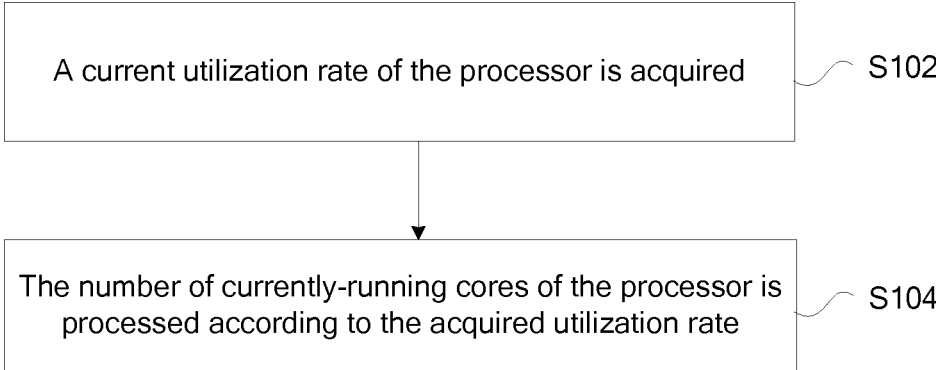 A current utilization rate of the processor is acquired
S102
The number of currently-running cores of the processor is
processed according to the acquired utilization rate
S104